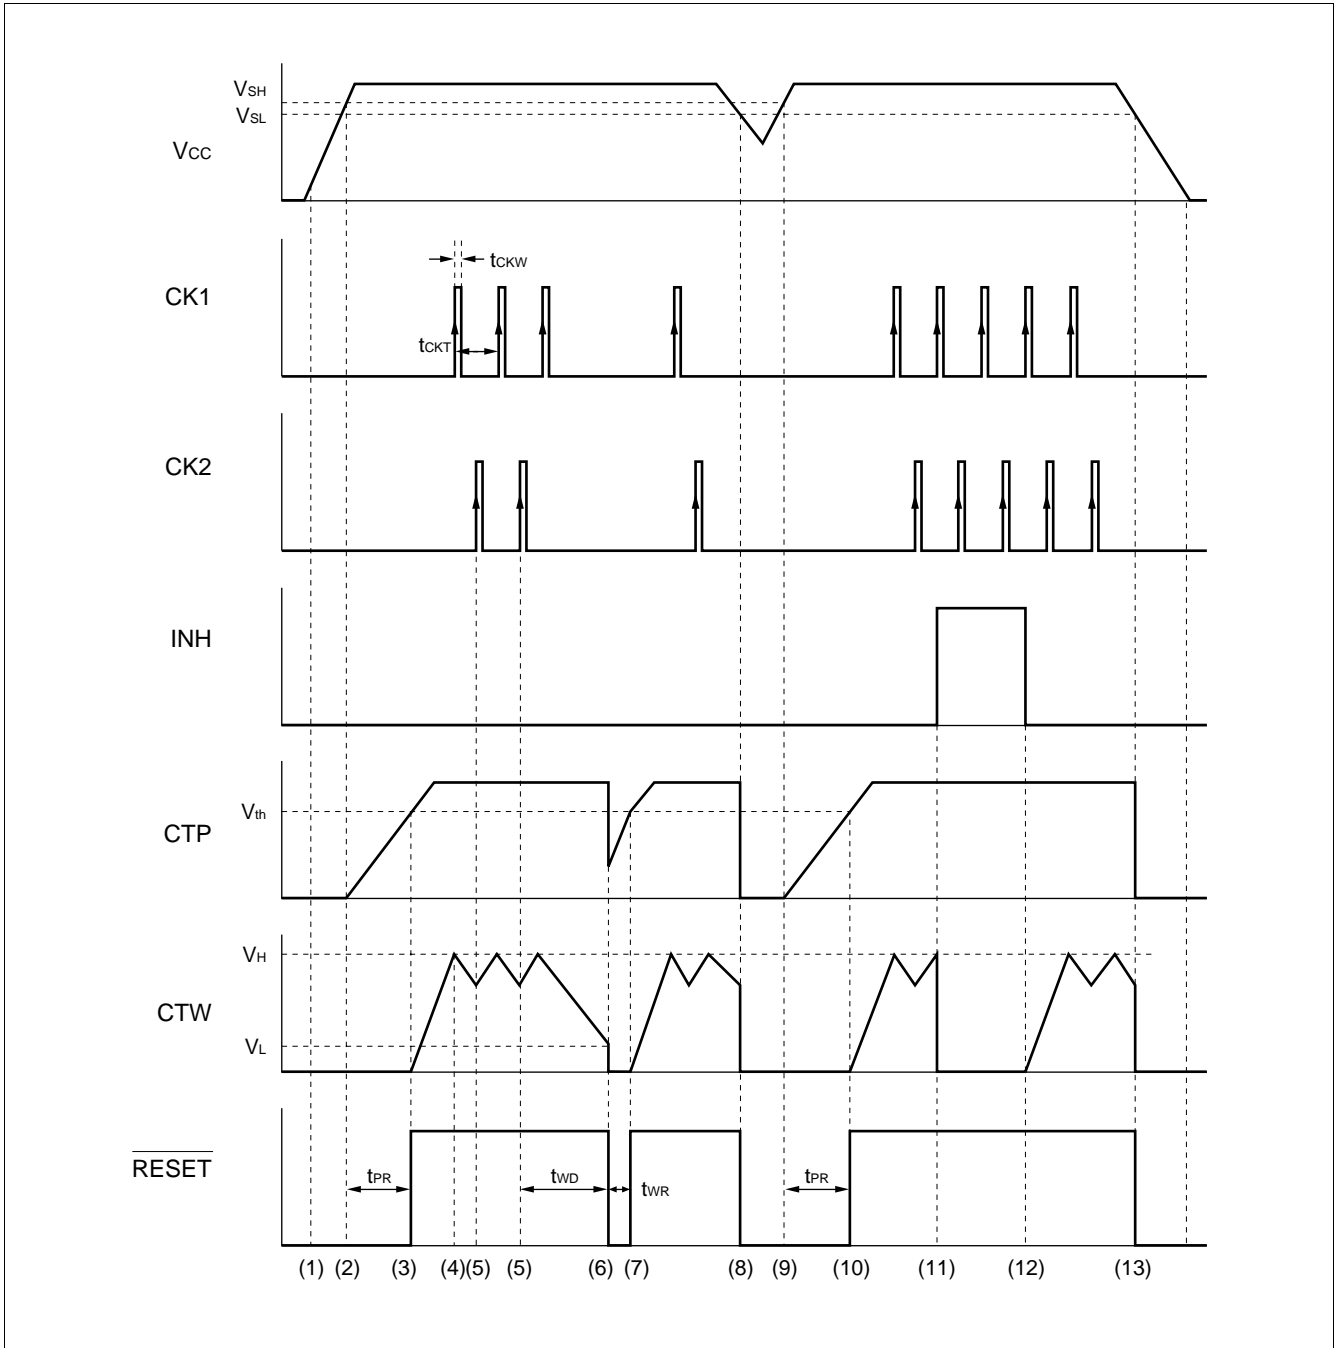 VSH
VSL
VCC
tCKW
CK1
tCKT
CK2
INH
Vth
CTP
VH
CTW
VL
RESET
tPR
tWD
tWR
tPR
(1) (2) (3) (4)(5) (5) (6) (7) (8) (9) (10) (11) (12) (13)